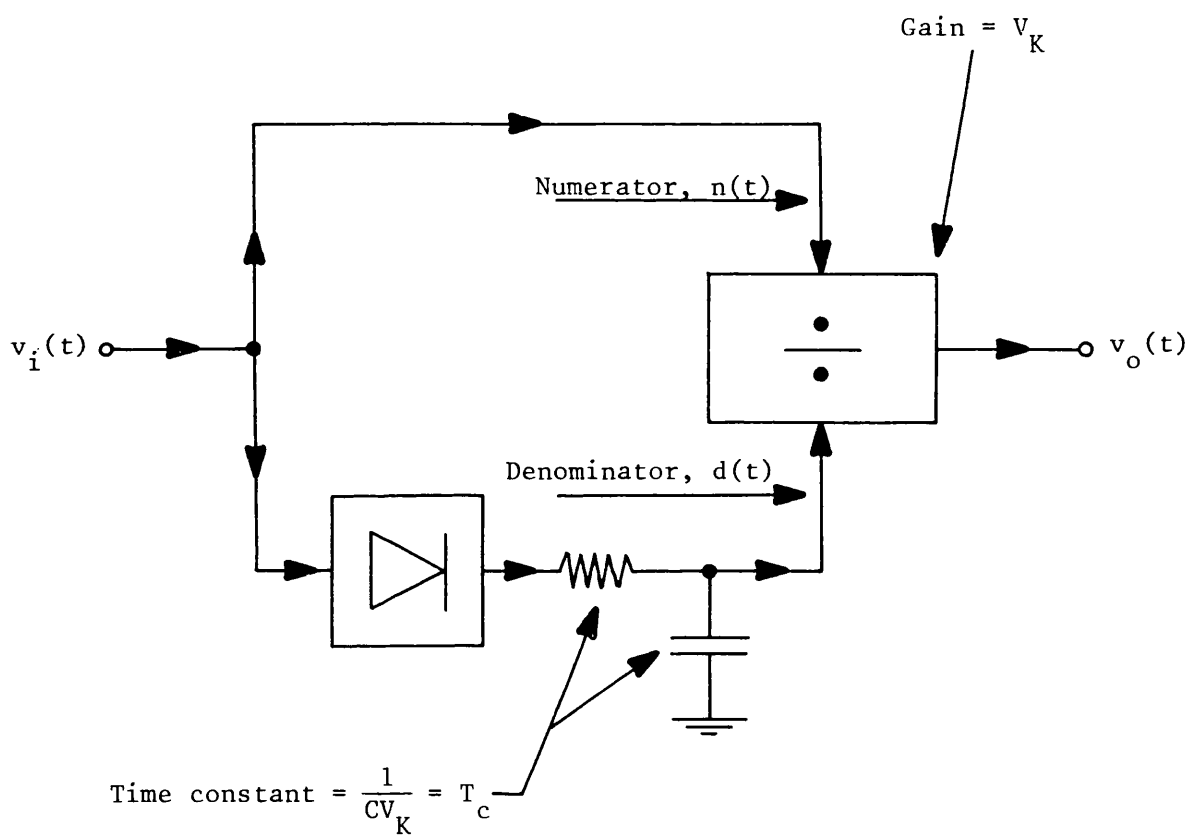 Gain = V_K
Numerator, n(t)
v_i(t)
÷
v_o(t)
Denominator, d(t)
Time constant = 1/CV_K = T_c